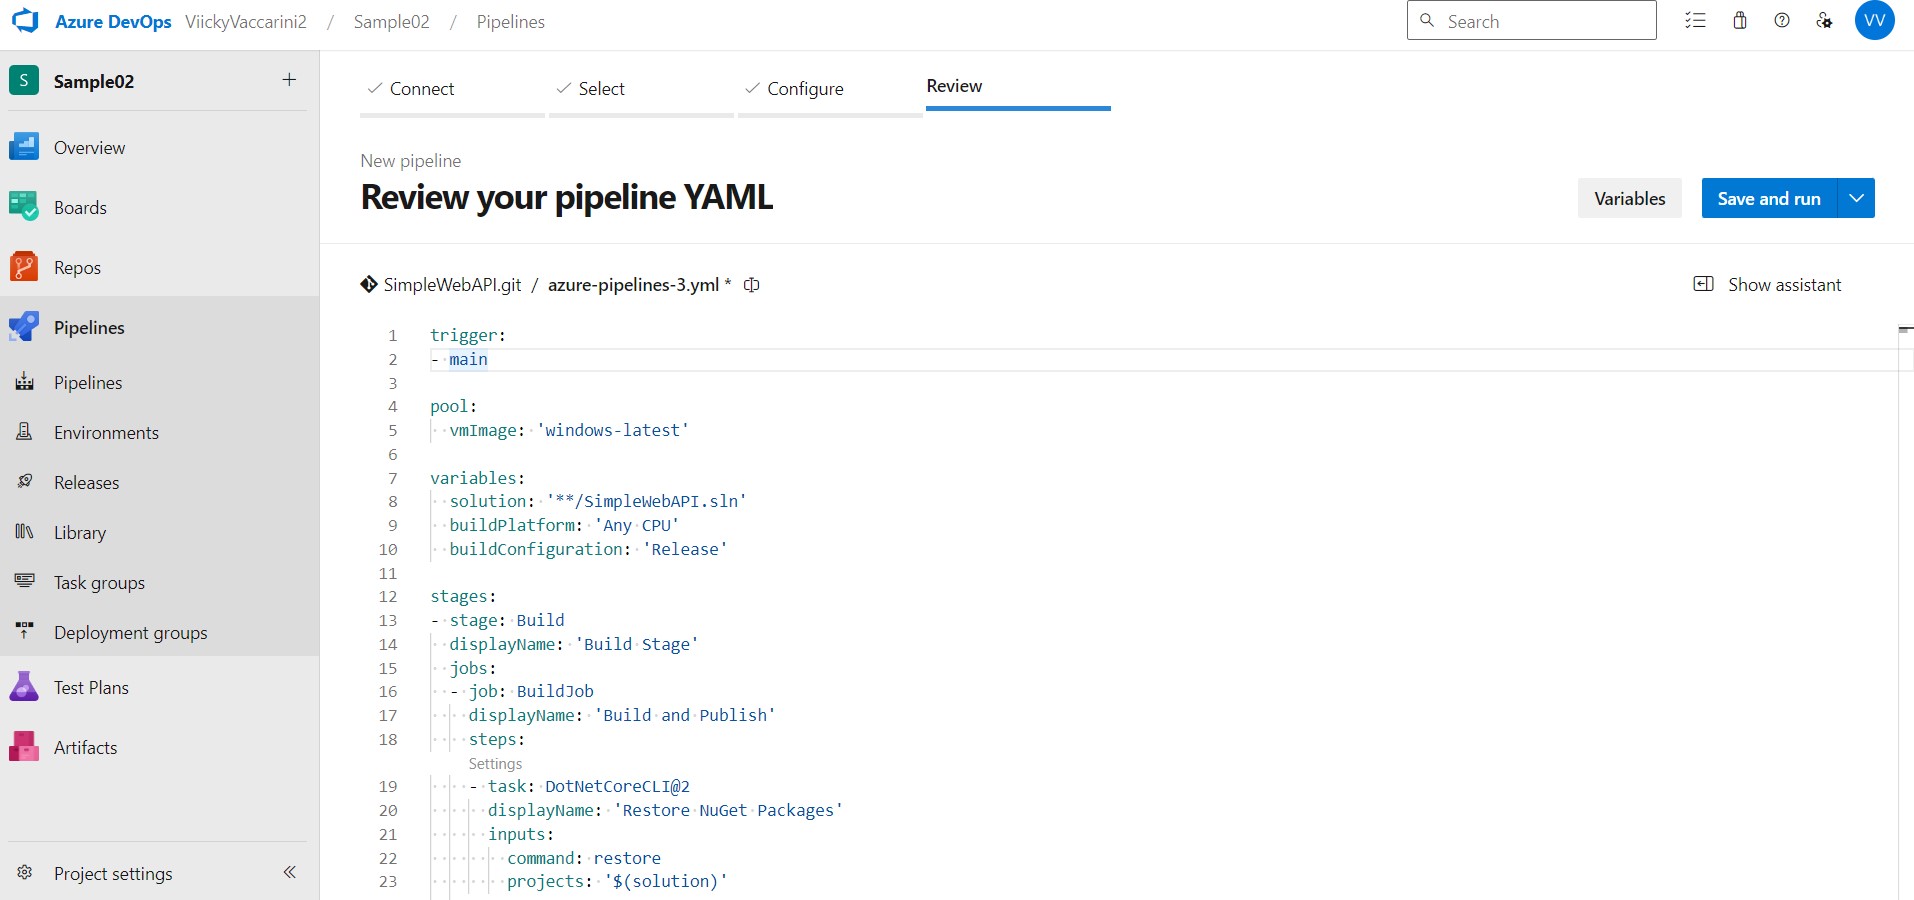 Azure DevOps ViickyVaccarini2 / Sample02 / Pipelines
Search
VV
S Sample02 +
Overview
Boards
Repos
Pipelines
Pipelines
Environments
Releases
Library
Task groups
Deployment groups
Test Plans
Artifacts
Project settings
Connect
Select
Configure
Review
New pipeline
Review your pipeline YAML
Variables
Save and run
SimpleWebAPI.git / azure-pipelines-3.yml *
Show assistant
1 trigger:
2 - main
3
4 pool:
5 vmImage: 'windows-latest'
6
7 variables:
8 solution: '**/SimpleWebAPI.sln'
9 buildPlatform: 'Any CPU'
10 buildConfiguration: 'Release'
11
12 stages:
13 - stage: Build
14 displayName: 'Build Stage'
15 jobs:
16 - job: BuildJob
17 displayName: 'Build and Publish'
18 steps:
Settings
19 - task: DotNetCoreCLI@2
20 displayName: 'Restore NuGet Packages'
21 inputs:
22 command: restore
23 projects: '$(solution)'